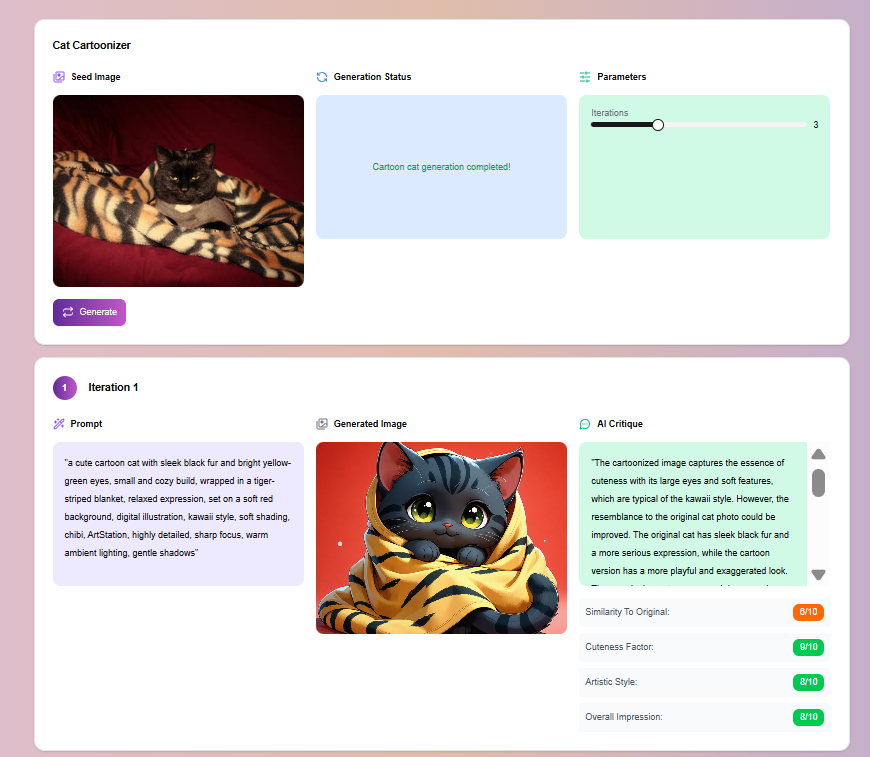 Cat Cartoonizer
Seed Image
Generation Status
Parameters
Cartoon cat generation completed!
Iterations
3
Generate
1
Iteration 1
Prompt
Generated Image
AI Critique
"a cute cartoon cat with sleek black fur and bright yellow-
green eyes, small and cozy build, wrapped in a tiger-
striped blanket, relaxed expression, set on a soft red
background, digital illustration, kawaii style, soft shading,
chibi, ArtStation, highly detailed, sharp focus, warm
ambient lighting, gentle shadows"
"The cartoonized image captures the essence of
cuteness with its large eyes and soft features,
which are typical of the kawaii style. However, the
resemblance to the original cat photo could be
improved. The original cat has sleek black fur and
a more serious expression, while the cartoon
version has a more playful and exaggerated look.
Similarity To Original:
6/10
Cuteness Factor:
9/10
Artistic Style:
8/10
Overall Impression:
8/10